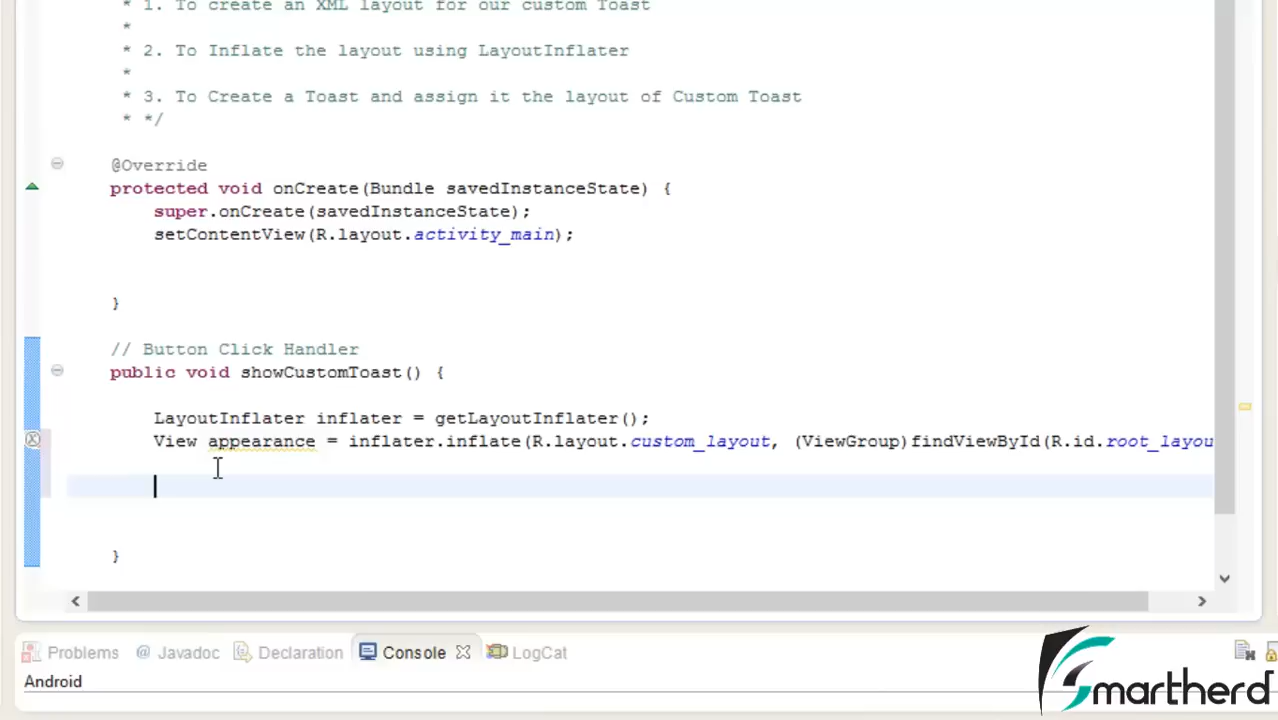 * 1. To create an XML layout for our custom Toast
*
* 2. To Inflate the layout using LayoutInflater
*
* 3. To Create a Toast and assign it the layout of Custom Toast
* */
@Override
protected void onCreate(Bundle savedInstanceState) {
super.onCreate(savedInstanceState);
setContentView(R.layout.activity_main);
}
// Button Click Handler
public void showCustomToast() {
LayoutInflater inflater = getLayoutInflater();
View appearance = inflater.inflate(R.layout.custom_layout, (ViewGroup)findViewById(R.id.root_layou
}
Problems @ Javadoc Declaration Console LogCat
Android
Smartherd